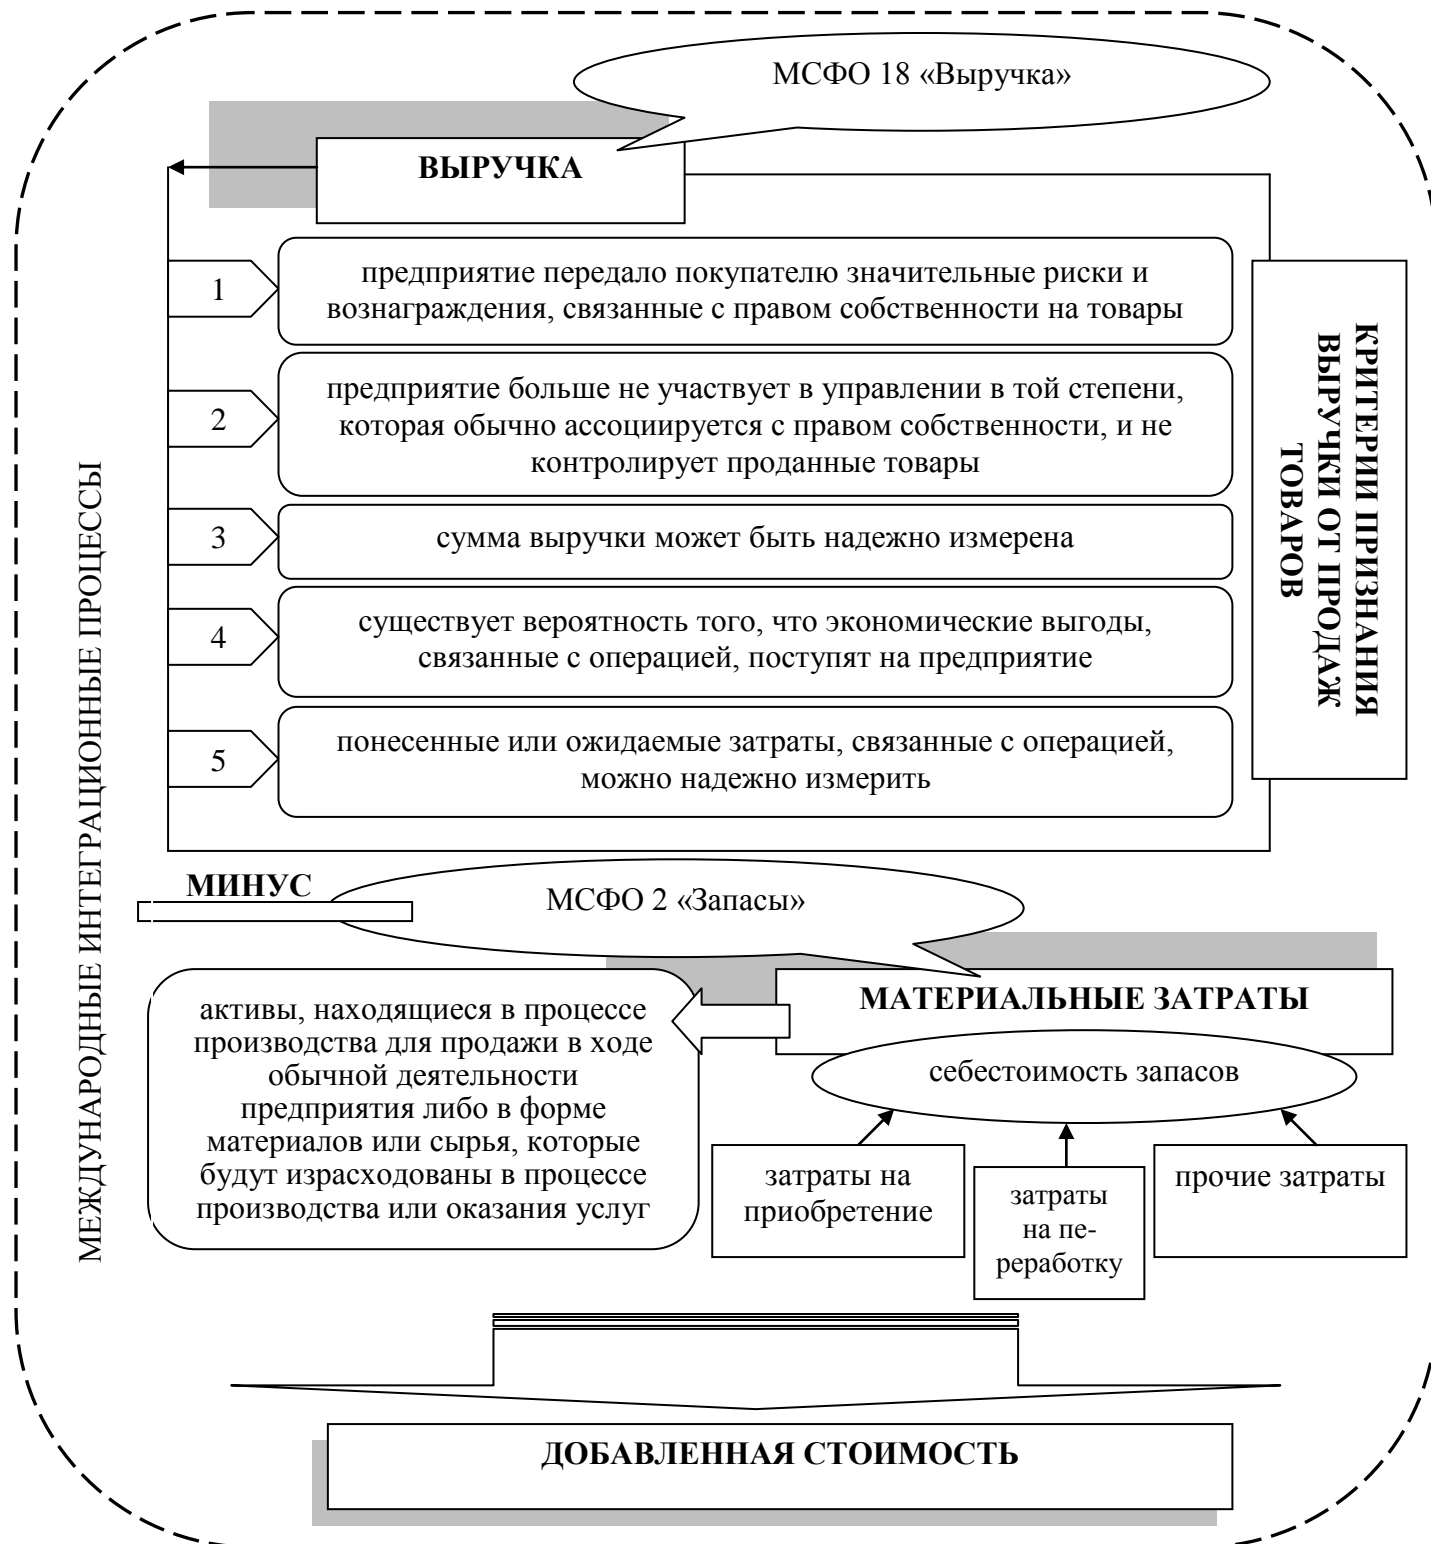 МСФО 18 «Выручка»
ВЫРУЧКА
1
предприятие передало покупателю значительные риски и
вознаграждения, связанные с правом собственности на товары
2
предприятие больше не участвует в управлении в той степени,
которая обычно ассоциируется с правом собственности, и не
контролирует проданные товары
3
сумма выручки может быть надежно измерена
4
существует вероятность того, что экономические выгоды,
связанные с операцией, поступят на предприятие
5
понесенные или ожидаемые затраты, связанные с операцией,
можно надежно измерить
КРИТЕРИИ ПРИЗНАНИЯ
ВЫРУЧКИ ОТ ПРОДАЖ
ТОВАРОВ
МЕЖДУНАРОДНЫЕ ИНТЕГРАЦИОННЫЕ ПРОЦЕССЫ
МИНУС
МСФО 2 «Запасы»
активы, находящиеся в процессе
производства для продажи в ходе
обычной деятельности
предприятия либо в форме
материалов или сырья, которые
будут израсходованы в процессе
производства или оказания услуг
МАТЕРИАЛЬНЫЕ ЗАТРАТЫ
себестоимость запасов
затраты на
приобретение
затраты
на пе-
реработку
прочие затраты
ДОБАВЛЕННАЯ СТОИМОСТЬ